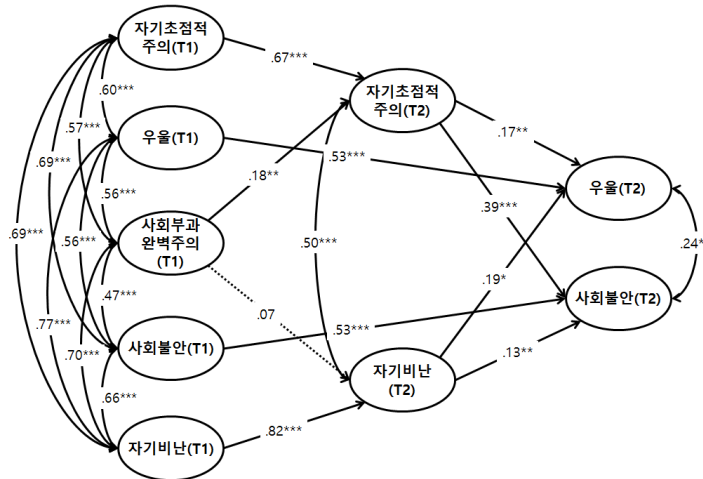 자기초점적
주의(T1)
.67***
.60***
자기초점적
주의(T2)
.57***
우울(T1)
.17**
.69***
.18**
.53***
우울(T2)
.56***
사회부과
완벽주의
(T1)
.39***
.69***
.56***
.50***
.24*
.47***
.19*
사회불안(T2)
.07
.77***
사회불안(T1)
.53***
.70***
.13**
자기비난
(T2)
.66***
.82***
자기비난(T1)